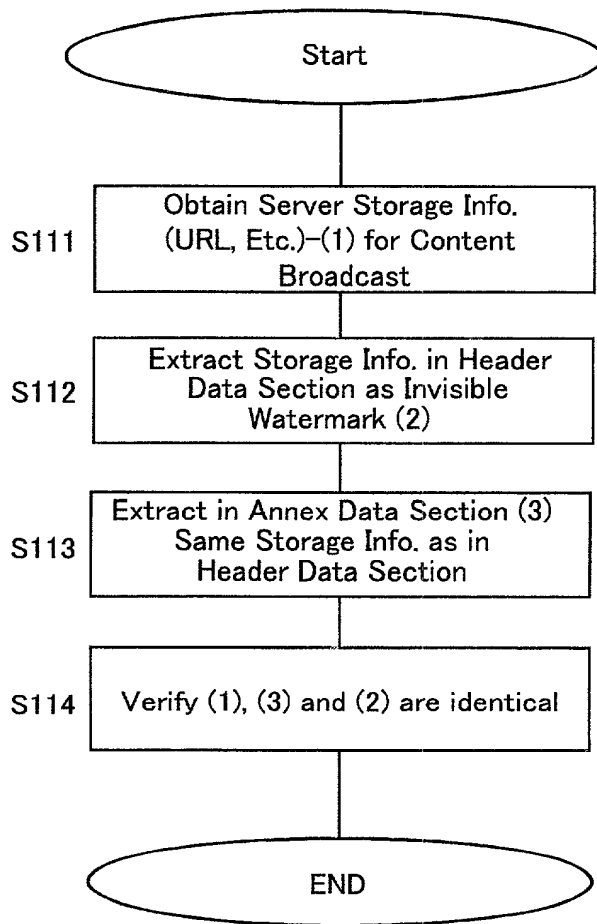 Start
S111
Obtain Server Storage Info.
(URL, Etc.)-(1) for Content
Broadcast
S112
Extract Storage Info. in Header
Data Section as Invisible
Watermark (2)
S113
Extract in Annex Data Section (3)
Same Storage Info. as in
Header Data Section
S114
Verify (1), (3) and (2) are identical
END